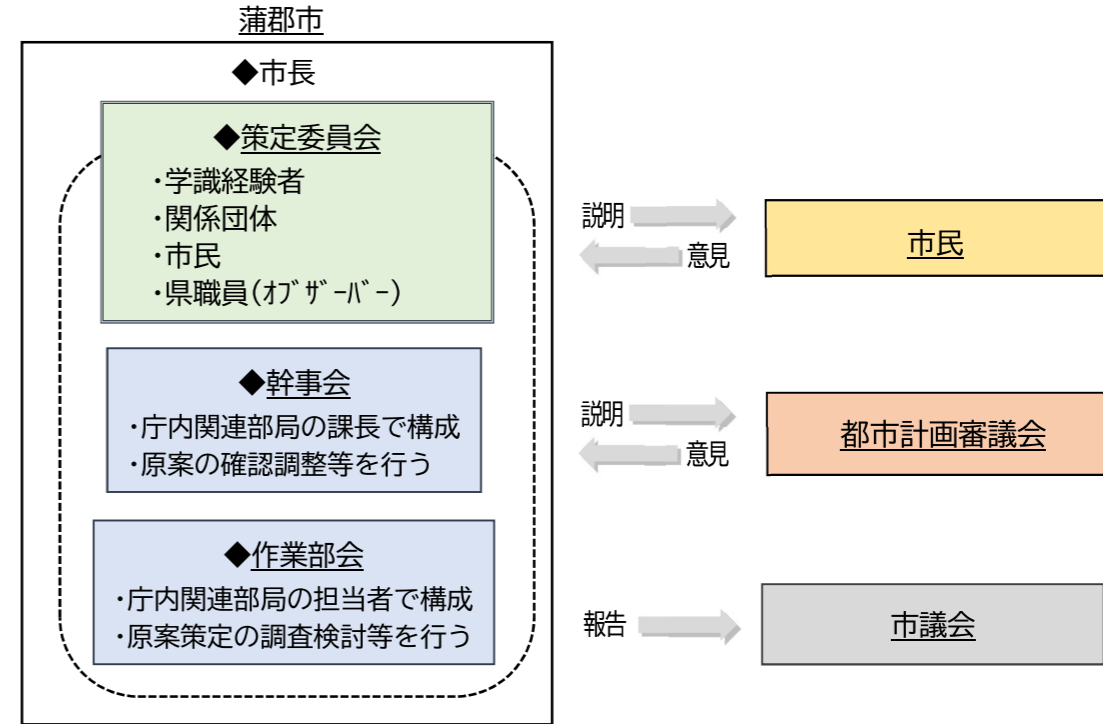 蒲郡市
◆市長
◆策定委員会
・学識経験者
・関係団体
・市民
・県職員(ｵﾌﾞｻﾞｰﾊﾞｰ)
◆幹事会
・庁内関連部局の課長で構成
・原案の確認調整等を行う
◆作業部会
・庁内関連部局の担当者で構成
・原案策定の調査検討等を行う
説明
意見
市民
説明
意見
都市計画審議会
報告
市議会